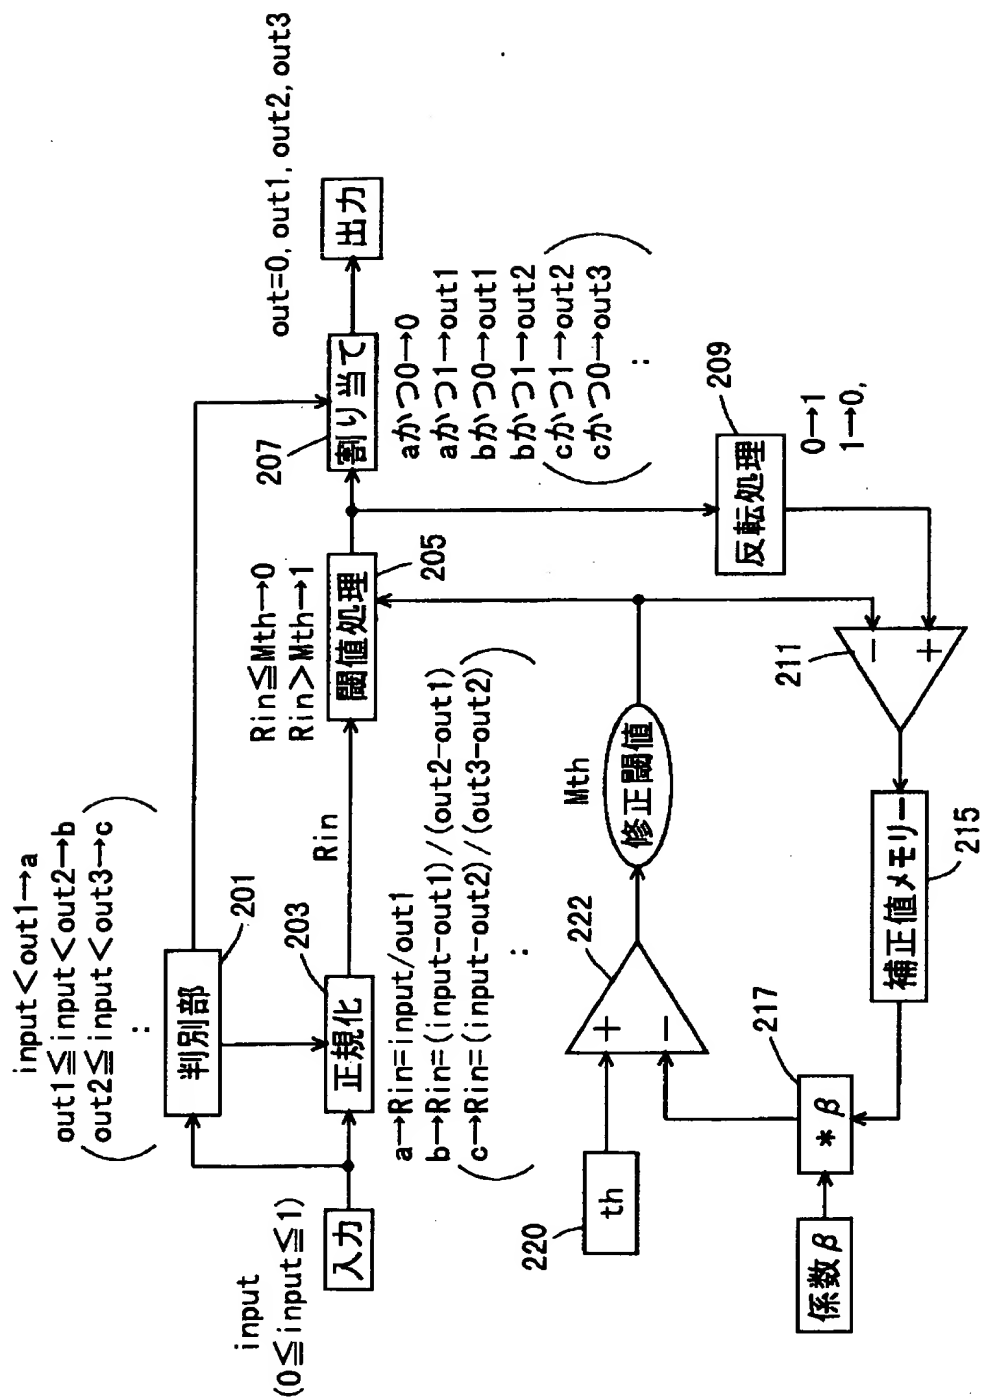 input
(0≦input≦1)
入力
input<out1→a
out1≦input<out2→b
out2≦input<out3→c
:
判別部
201
正規化
203
a→Rin=input/out1
b→Rin=(input-out1)/(out2-out1)
c→Rin=(input-out2)/(out3-out2)
:
Rin
Rin≦Mth→0
Rin>Mth→1
閾値処理
205
207
割り当て
out=0, out1, out2, out3
出力
aかつ0→0
aかつ1→out1
bかつ0→out1
bかつ1→out2
cかつ1→out2
cかつ0→out3
:
反転処理
209
0→1
1→0,
211
－
＋
補正値メモリー
215
217
*β
係数β
220
th
222
＋
－
Mth
修正閾値